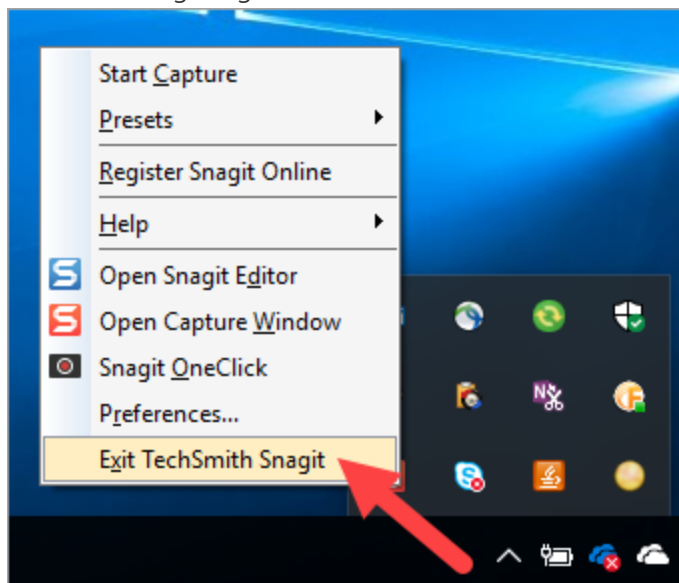 Start Capture
Presets
Register Snagit Online
Help
Open Snagit Editor
Open Capture Window
Snagit OneClick
Preferences...
Exit TechSmith Snagit